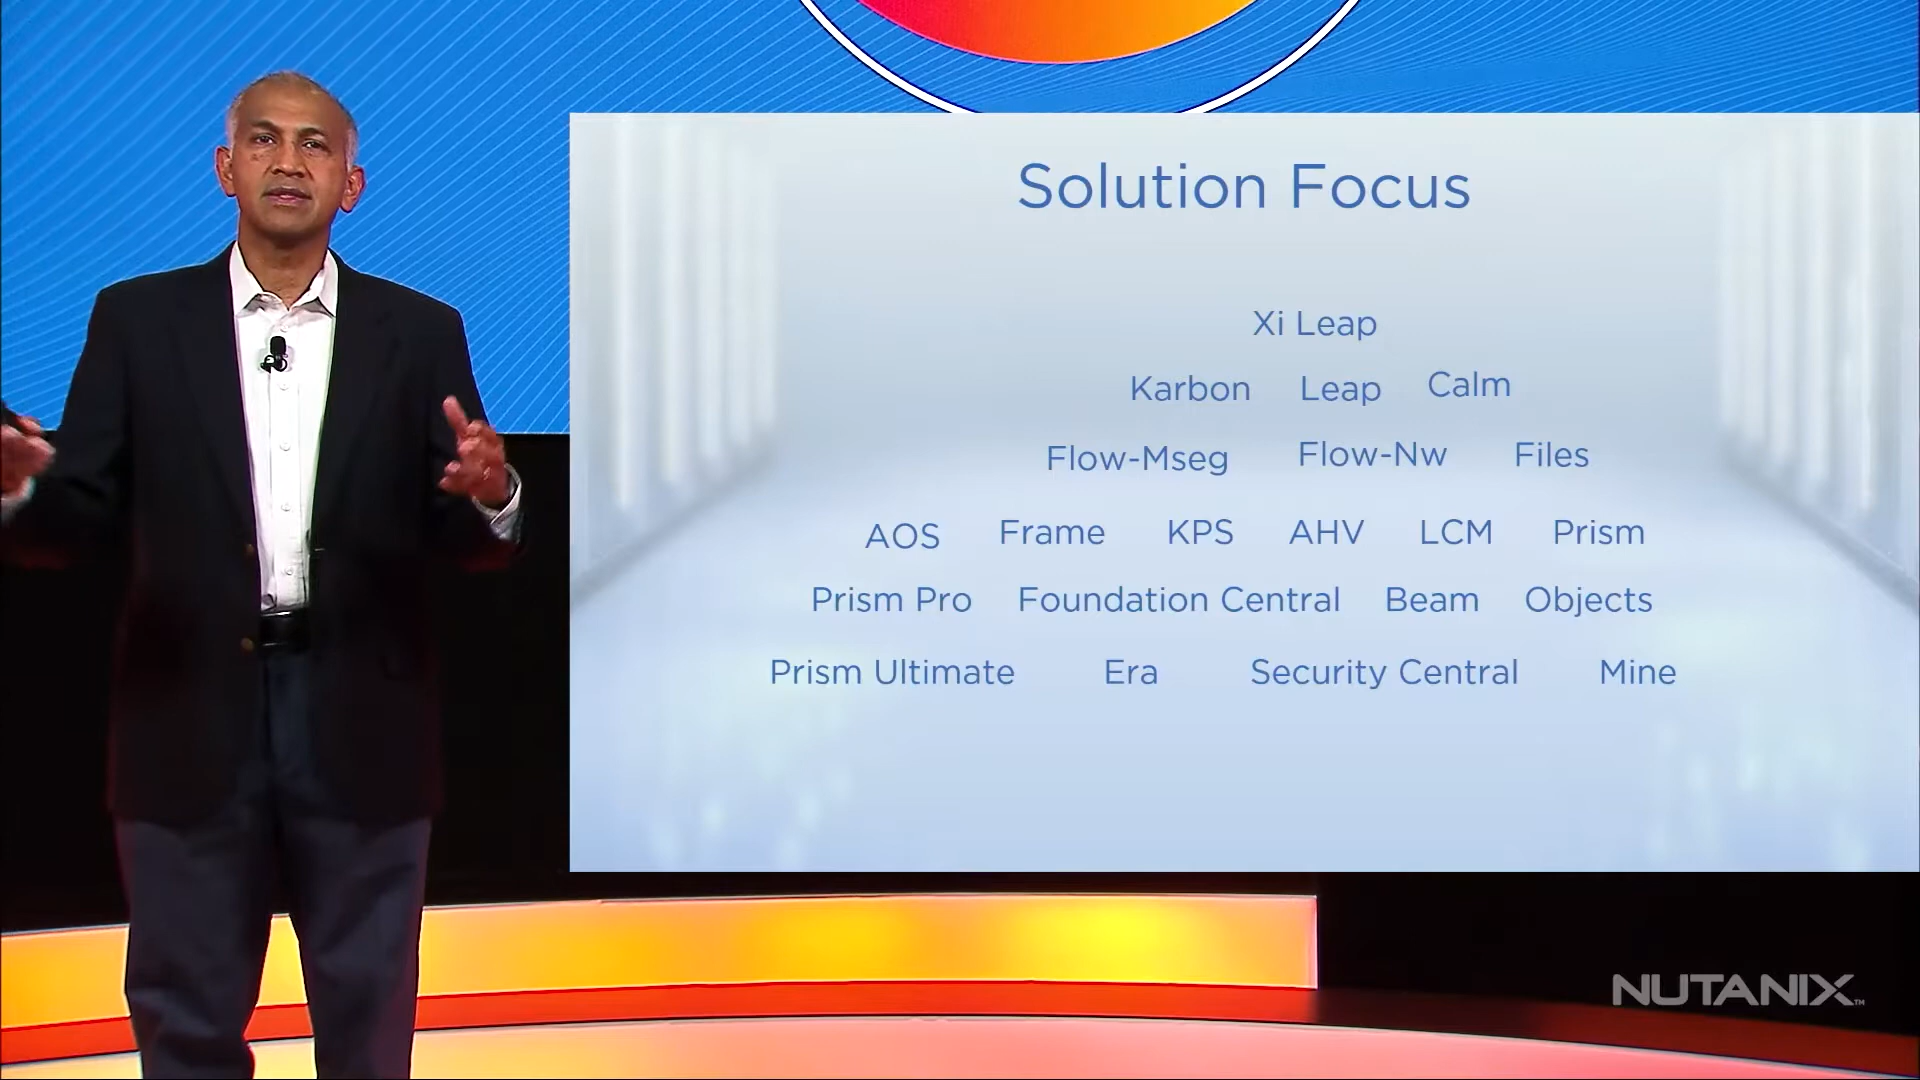 Solution Focus
Xi Leap
Karbon Leap Calm
Flow-Mseg Flow-Nw Files
AOS Frame KPS AHV LCM Prism
Prism Pro Foundation Central Beam Objects
Prism Ultimate Era Security Central Mine
NUTANIX™